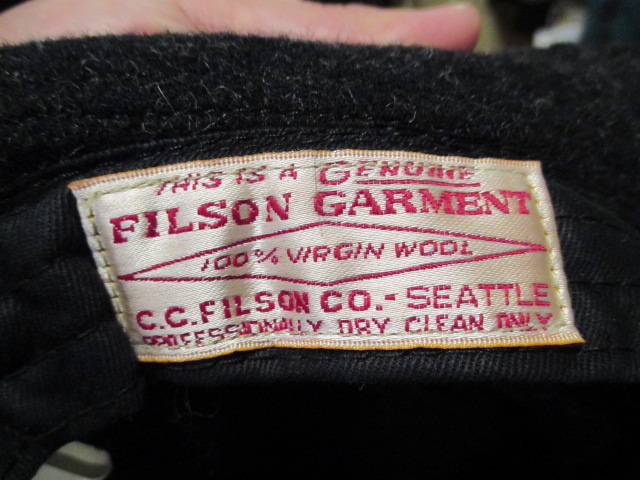 THIS IS A GENUINE
FILSON GARMENT
100% VIRGIN WOOL
C.C. FILSON CO.- SEATTLE
PROFESSIONALLY DRY CLEAN ONLY